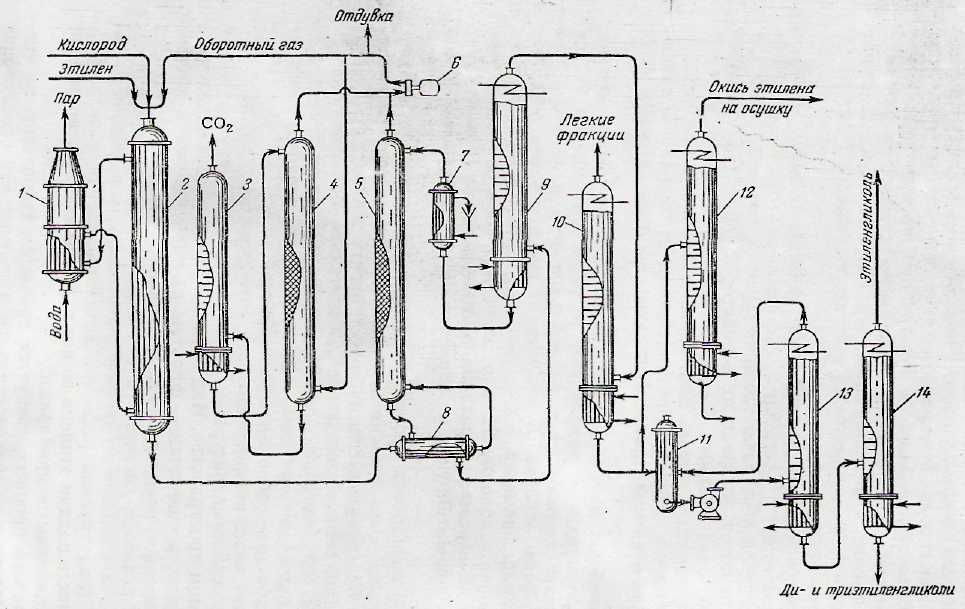 Отдувка
Кислород
Оборотный газ
Этилен
6
Пар
CO₂
Окись этилена
на осушку
Легкие
фракции
7
1
2
3
4
5
9
10
12
Этиленгликоль
Вода
8
11
13
14
Ди- и триэтиленгликоли